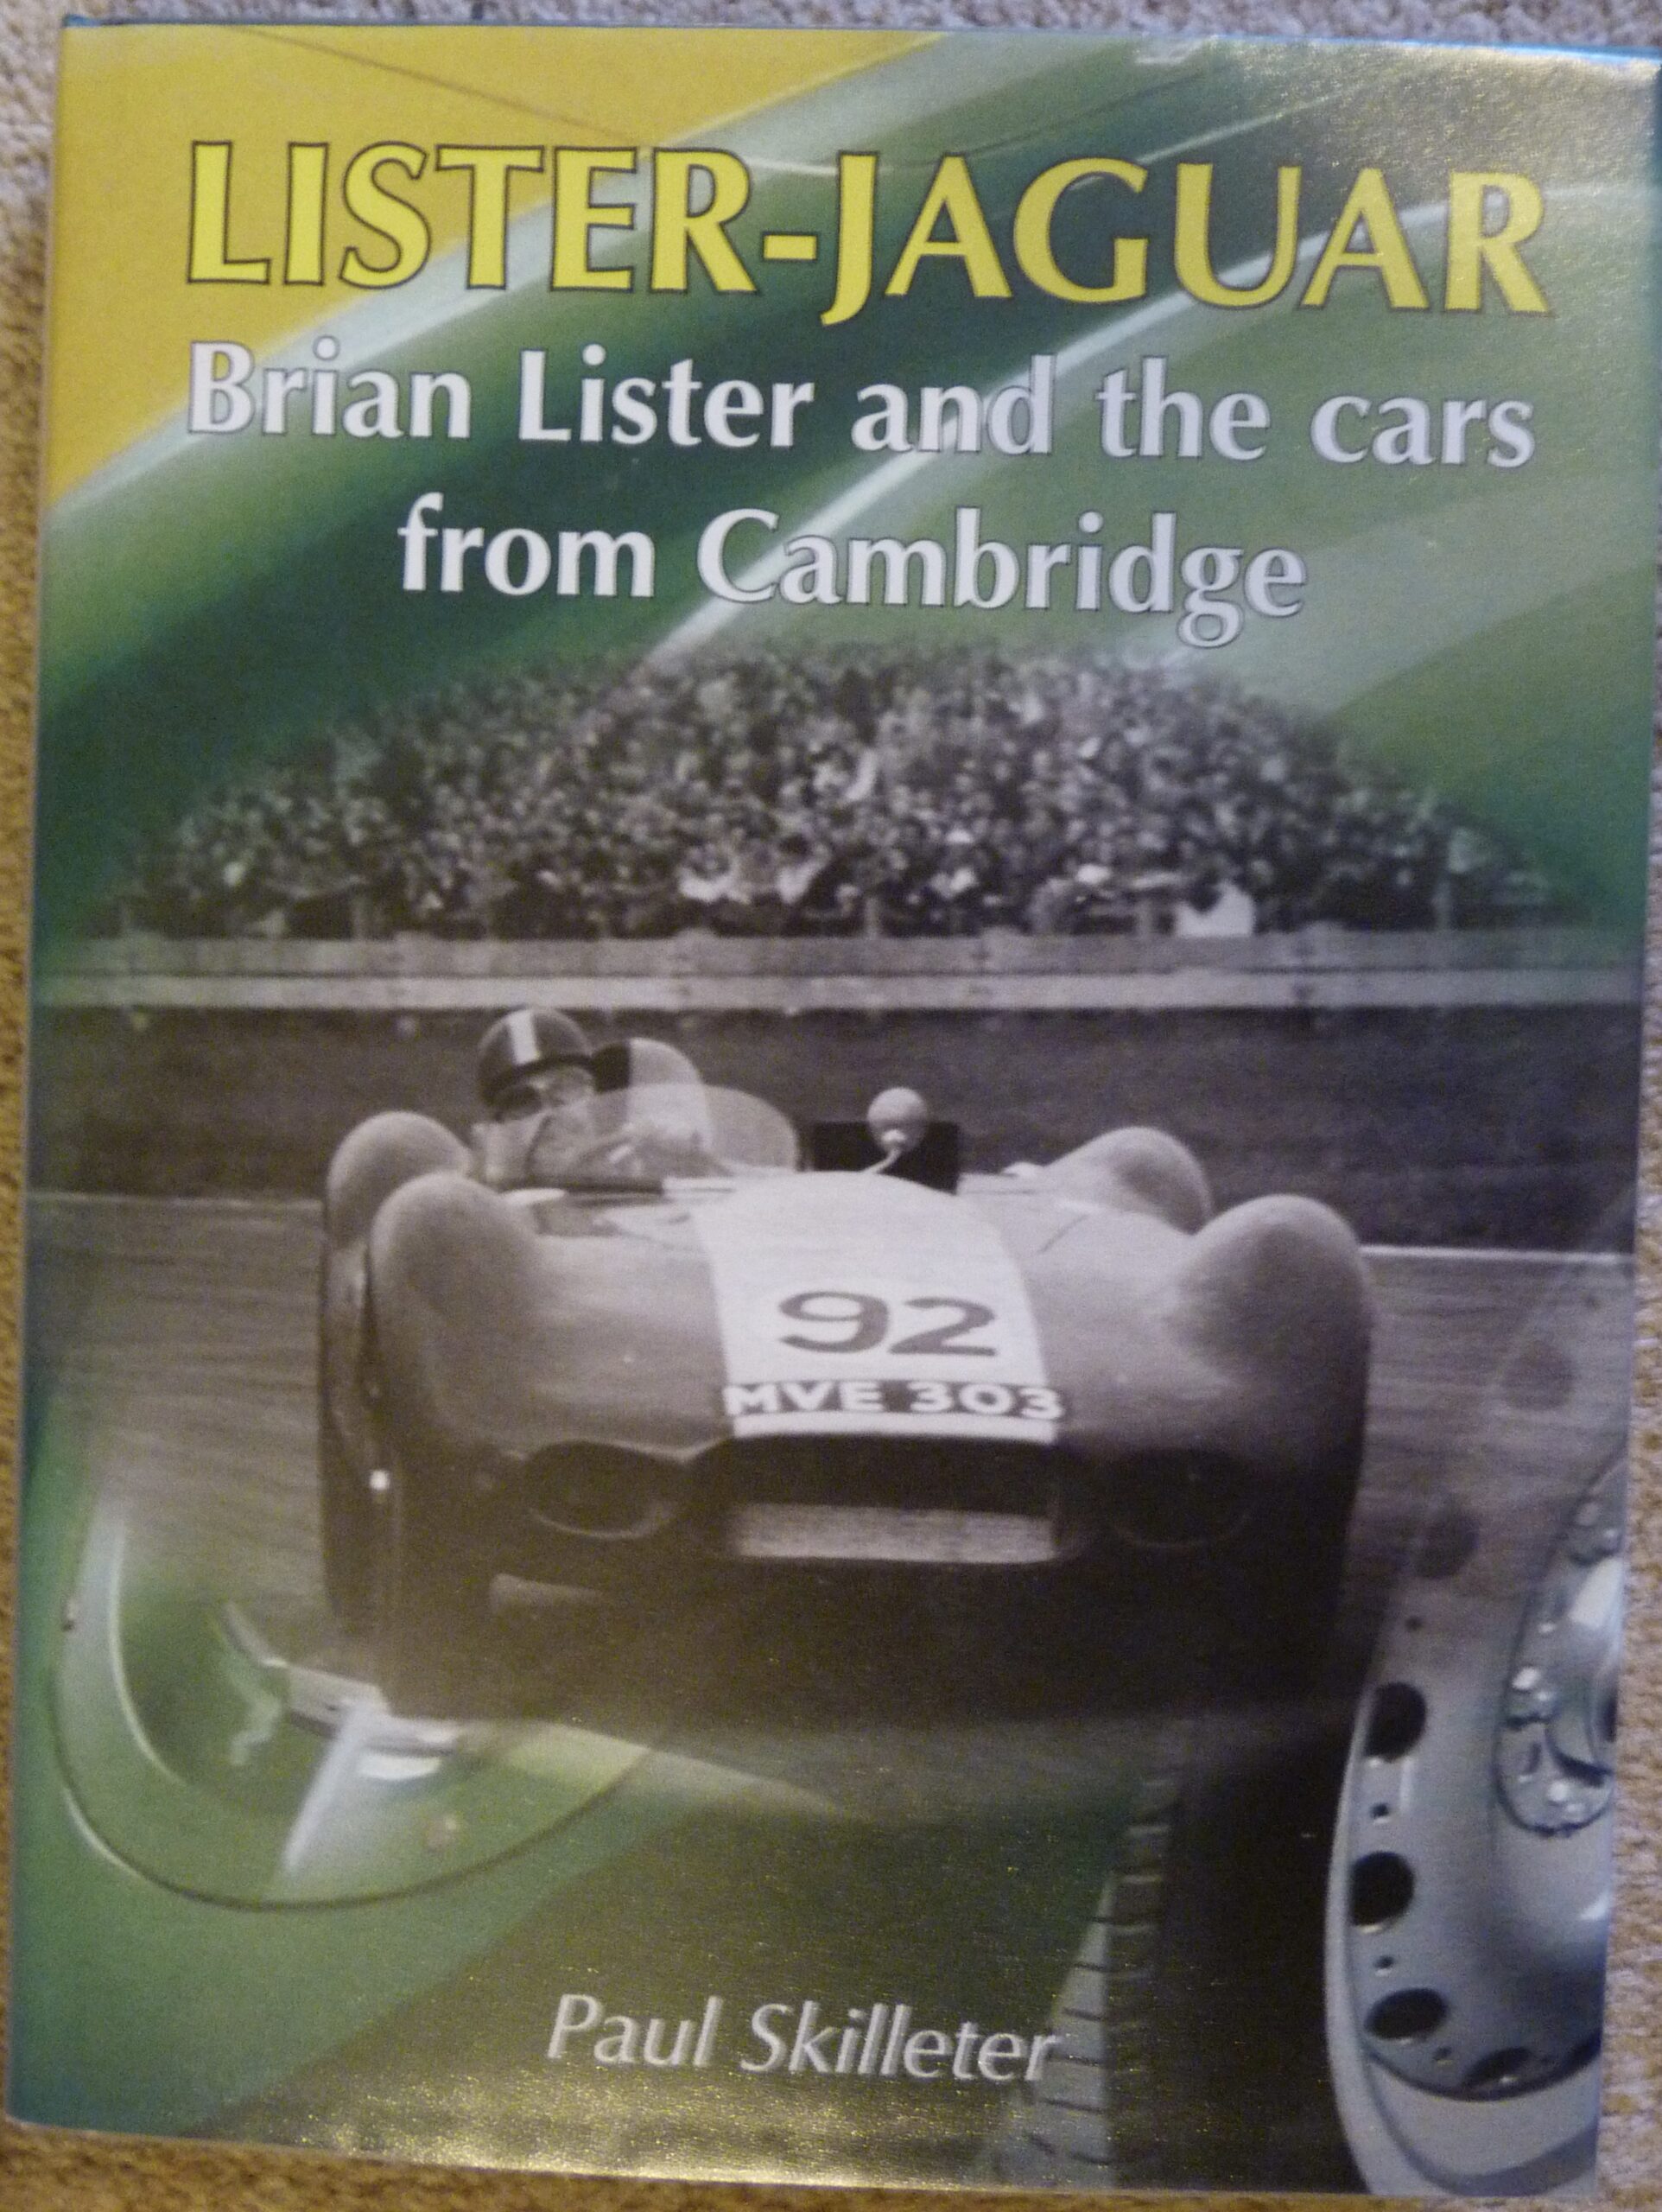 LISTER-JAGUAR
Brian Lister and the cars
from Cambridge
92
MVE 303
Paul Skilleter